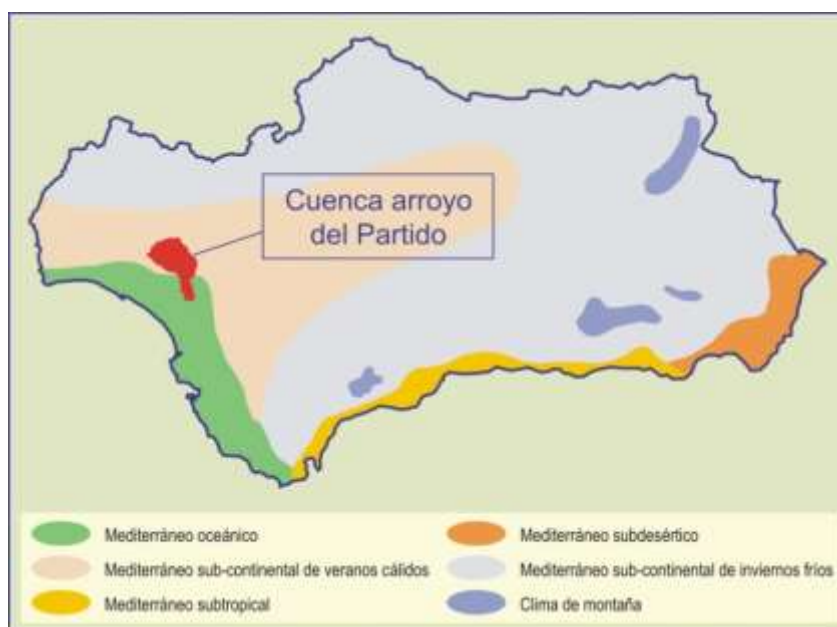 Cuenca arroyo
del Partido
Mediterráneo oceánico
Mediterráneo subdesértico
Mediterráneo sub-continental de veranos cálidos
Mediterráneo sub-continental de inviernos fríos
Mediterráneo subtropical
Clima de montaña